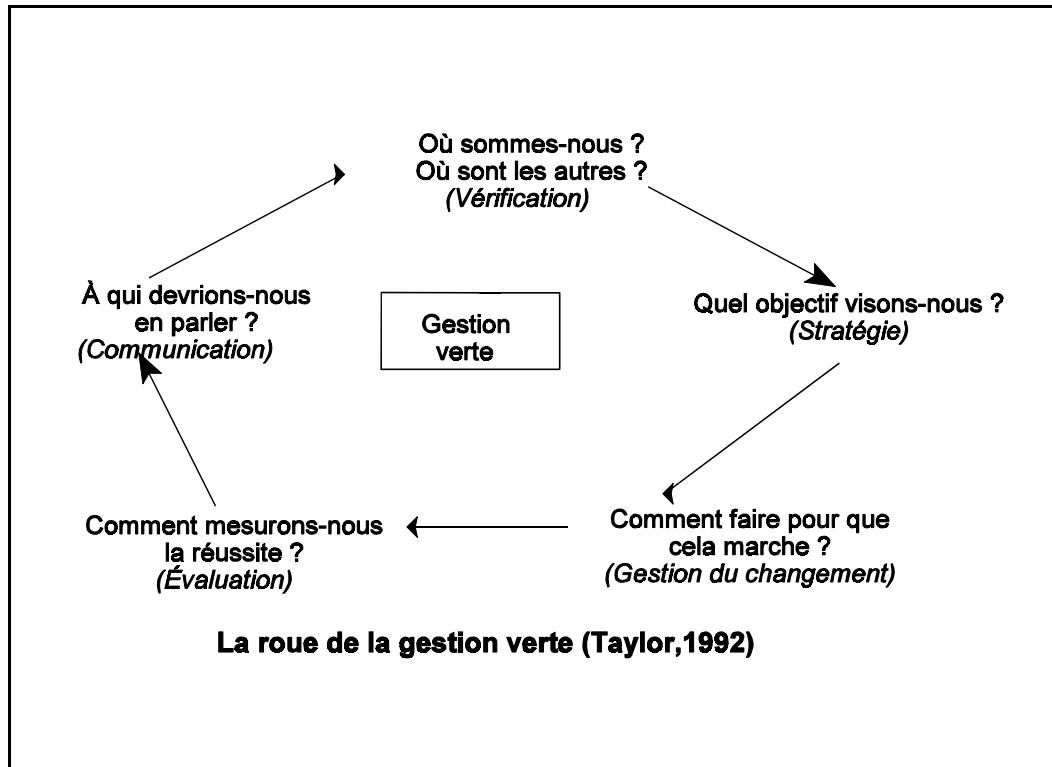 Où sommes-nous ?
Où sont les autres ?
(Vérification)
À qui devrions-nous
en parler ?
(Communication)
Gestion
verte
Quel objectif visons-nous ?
(Stratégie)
Comment mesurons-nous
la réussite ?
(Évaluation)
Comment faire pour que
cela marche ?
(Gestion du changement)
La roue de la gestion verte (Taylor,1992)